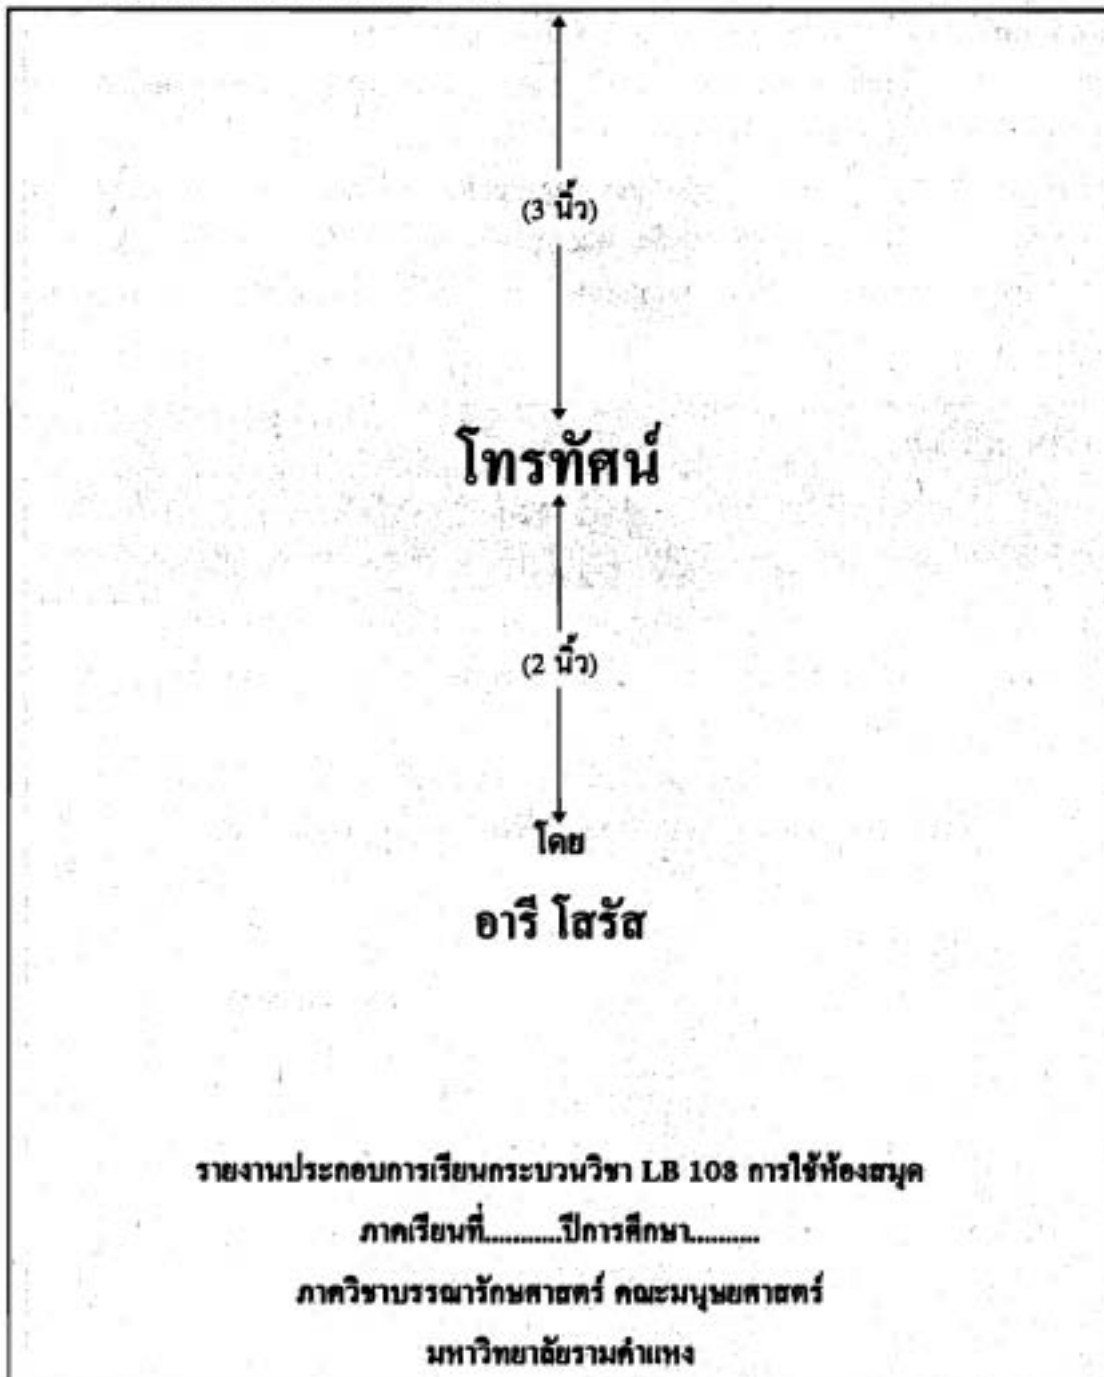 (3 นิ้ว)
โทรทัศน์
(2 นิ้ว)
โดย
อารี โสรัส
รายงานประกอบการเรียนกระบวนวิชา LB 103 การใช้ห้องสมุด
ภาคเรียนที่...........ปีการศึกษา..........
ภาควิชาบรรณารักษศาสตร์ คณะมนุษยศาสตร์
มหาวิทยาลัยรามคำแหง